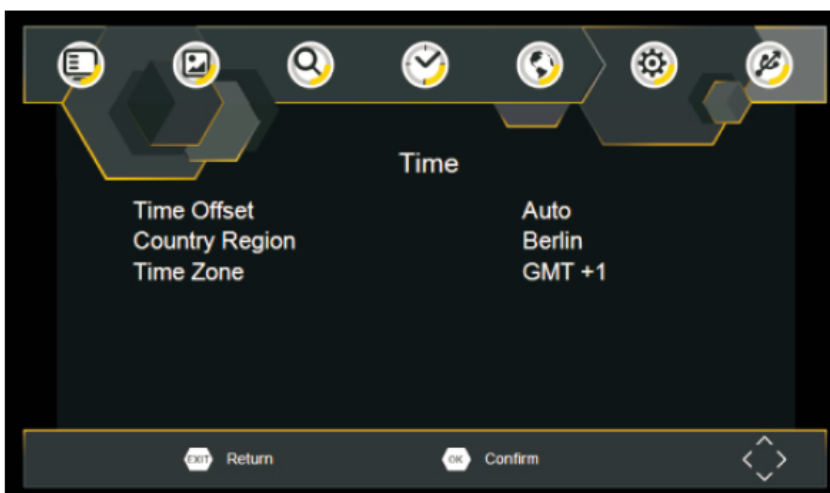 Time
Time Offset Auto
Country Region Berlin
Time Zone GMT +1
EXIT Return OK Confirm